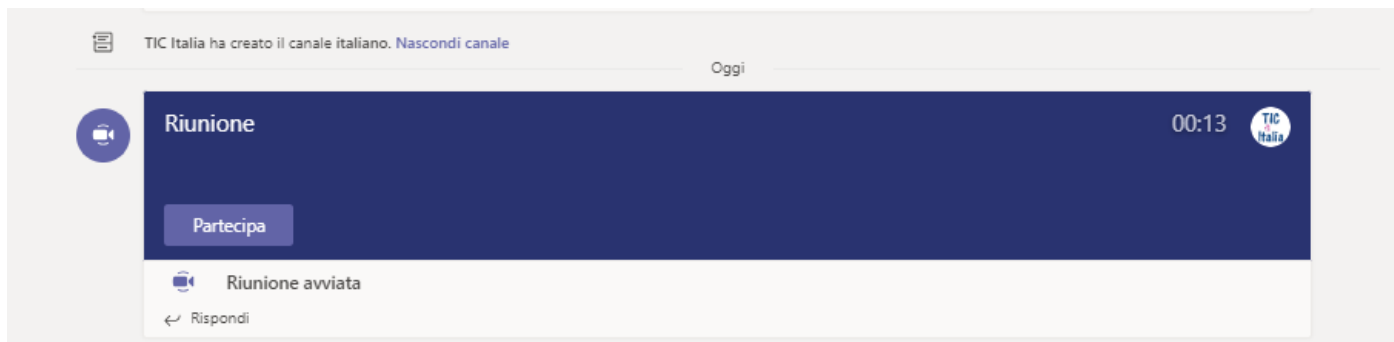 TIC Italia ha creato il canale italiano. Nascondi canale
Oggi
Riunione
00:13
TIC
Italia
Partecipa
Riunione avviata
Rispondi